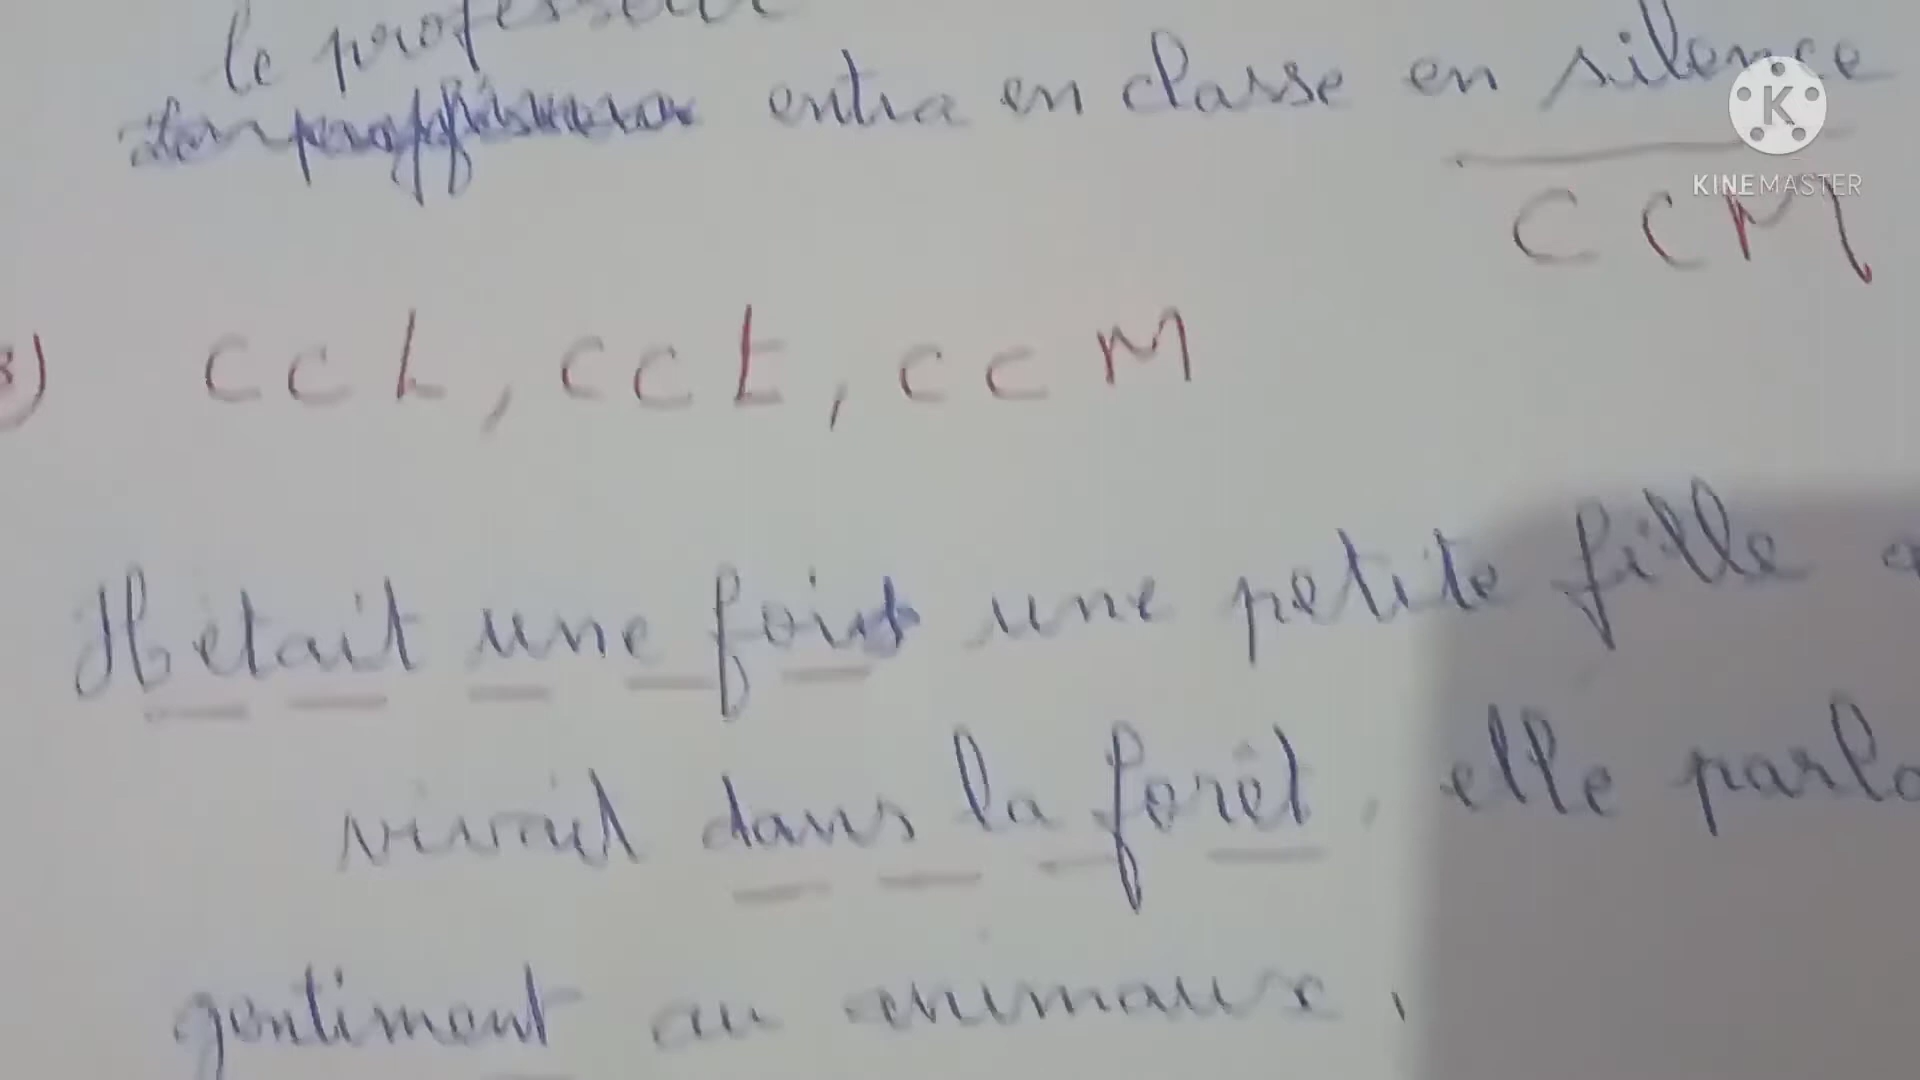 le professeur
entra en classe en silence
KINEMASTER
CCM
3) CCL, CCt, CCM
Il était une fois une petite fille
vivait dans la forêt, elle parla
gentiment au animaux.